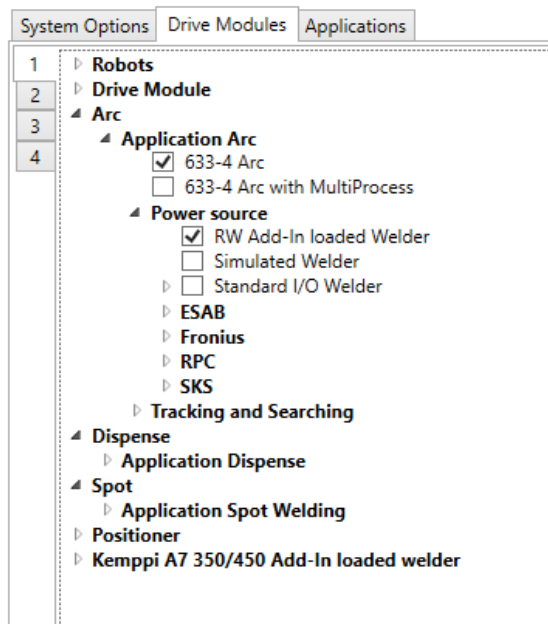 System Options Drive Modules Applications
1
2
3
4
Robots
Drive Module
Arc
Application Arc
633-4 Arc
633-4 Arc with MultiProcess
Power source
RW Add-In loaded Welder
Simulated Welder
Standard I/O Welder
ESAB
Fronius
RPC
SKS
Tracking and Searching
Dispense
Application Dispense
Spot
Application Spot Welding
Positioner
Kemppi A7 350/450 Add-In loaded welder